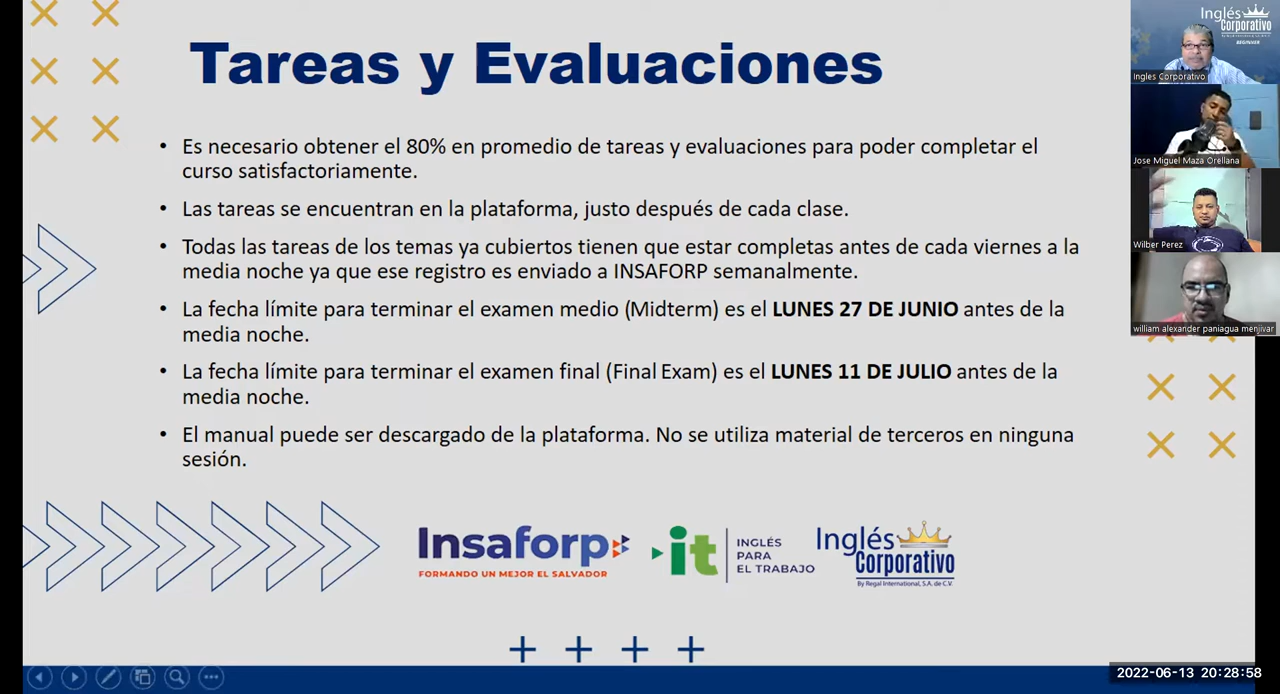 Tareas y Evaluaciones
• Es necesario obtener el 80% en promedio de tareas y evaluaciones para poder completar el
curso satisfactoriamente.
• Las tareas se encuentran en la plataforma, justo después de cada clase.
• Todas las tareas de los temas ya cubiertos tienen que estar completas antes de cada viernes a la
media noche ya que ese registro es enviado a INSAFORP semanalmente.
• La fecha límite para terminar el examen medio (Midterm) es el LUNES 27 DE JUNIO antes de la
media noche.
• La fecha límite para terminar el examen final (Final Exam) es el LUNES 11 DE JULIO antes de la
media noche.
• El manual puede ser descargado de la plataforma. No se utiliza material de terceros en ninguna
sesión.
Insaforp
FORMANDO UN MEJOR EL SALVADOR
it
INGLÉS
PARA
EL TRABAJO
Inglés
Corporativo
By Regal International, S.A. de C.V.
Inglés
Corporativo
BEGINNER
Ingles Corporativo
Jose Miguel Maza Orellana
Wilber Perez
william alexander paniagua menjivar
2022-06-13 20:28:58